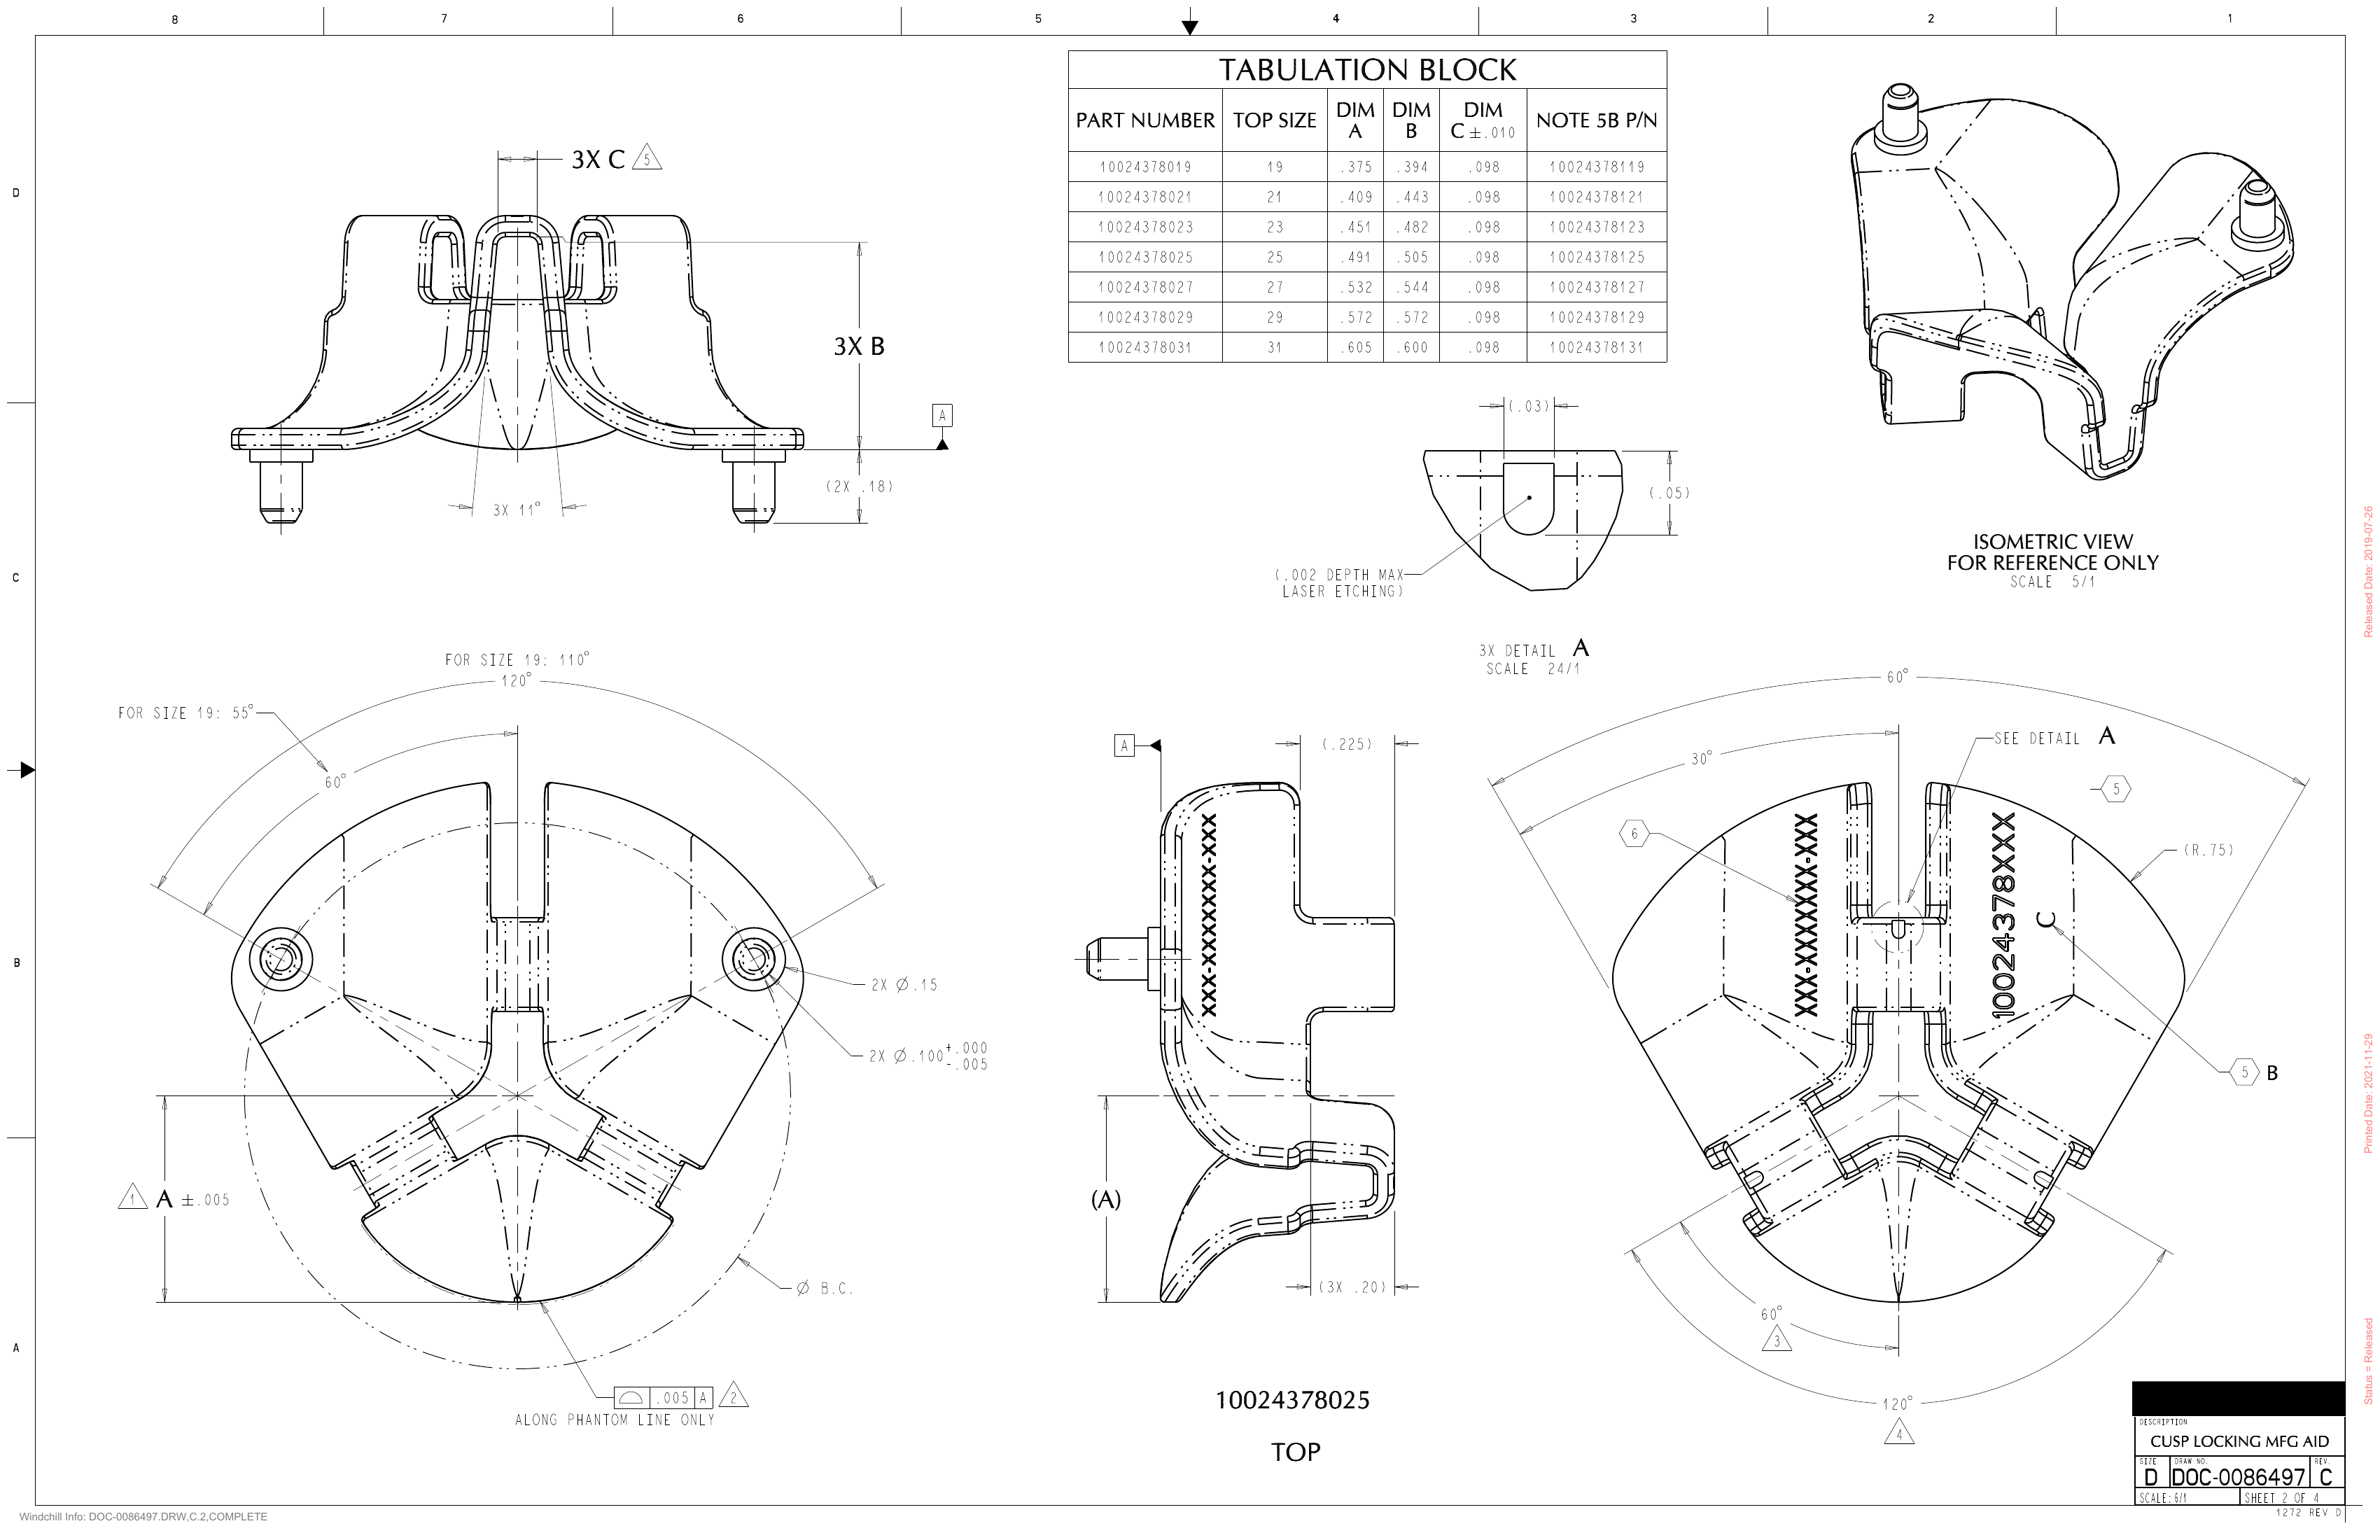 8 7 6 5 4 3 2 1
D
C
B
A
TABULATION BLOCK
PART NUMBER TOP SIZE DIM A DIM B DIM C ±.010 NOTE 5B P/N
10024378019 19 .375 .394 .098 10024378119
10024378021 21 .409 .443 .098 10024378121
10024378023 23 .451 .482 .098 10024378123
10024378025 25 .491 .505 .098 10024378125
10024378027 27 .532 .544 .098 10024378127
10024378029 29 .572 .572 .098 10024378129
10024378031 31 .605 .600 .098 10024378131
3X C 5
3X B
A
(2X .18)
3X 11°
(.03)
(.05)
(.002 DEPTH MAX
LASER ETCHING)
3X DETAIL A
SCALE 24/1
ISOMETRIC VIEW
FOR REFERENCE ONLY
SCALE 5/1
FOR SIZE 19: 110°
120°
FOR SIZE 19: 55°
60°
2X Ø.15
2X Ø.100 +.000
-.005
1 A ±.005
Ø B.C.
⌓ .005 A 2
ALONG PHANTOM LINE ONLY
A
(.225)
XXX-XXXXXX-XX-XXX
(A)
(3X .20)
10024378025
TOP
60°
30°
SEE DETAIL A
5
6
(R.75)
XXX-XXXXXX-XX-XXX
10024378XXX
C
5 B
60°
3
120°
4
DESCRIPTION
CUSP LOCKING MFG AID
SIZE DRAW NO. REV.
D DOC-0086497 C
SCALE: 6/1 SHEET 2 OF 4
1272 REV D
Released Date: 2019-07-26
Printed Date: 2021-11-29
Status = Released
Windchill Info: DOC-0086497.DRW,C.2,COMPLETE